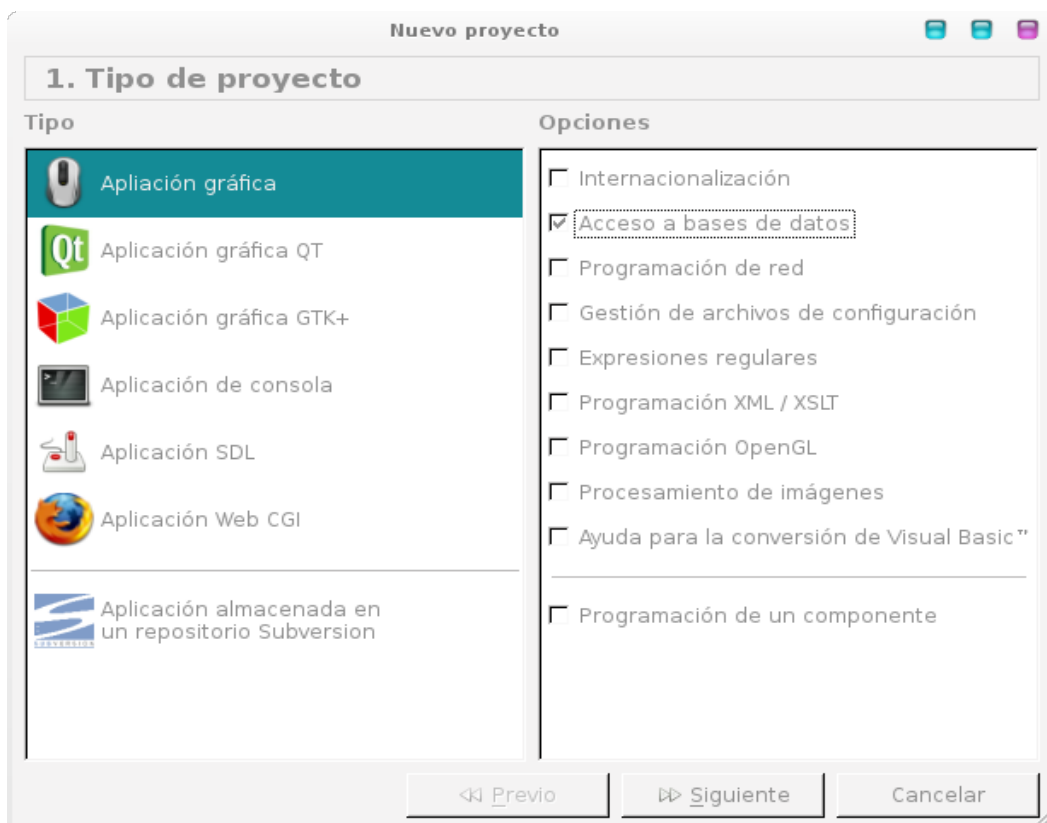 Nuevo proyecto
1. Tipo de proyecto
Tipo
Apliación gráfica
Qt
Aplicación gráfica QT
Aplicación gráfica GTK+
>_
Aplicación de consola
Aplicación SDL
Aplicación Web CGI
Aplicación almacenada en
un repositorio Subversion
SUBVERSION
Opciones
Internacionalización
Acceso a bases de datos
Programación de red
Gestión de archivos de configuración
Expresiones regulares
Programación XML / XSLT
Programación OpenGL
Procesamiento de imágenes
Ayuda para la conversión de Visual Basic™
Programación de un componente
Previo
Siguiente
Cancelar